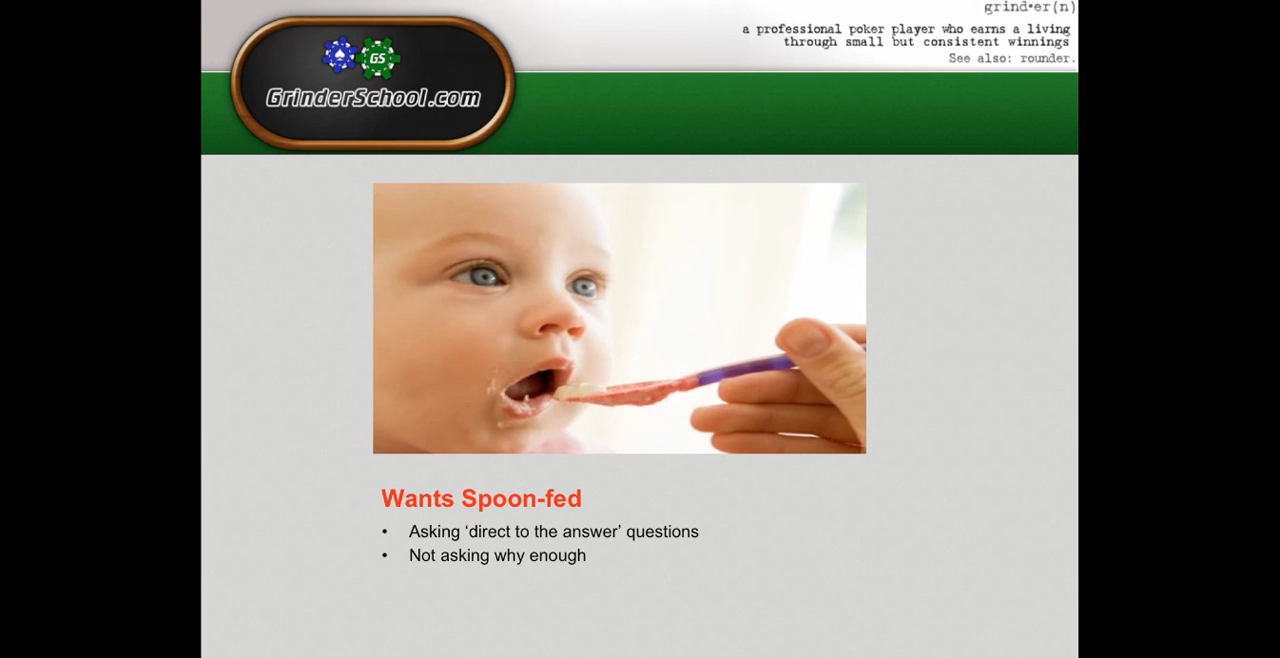 grind•er(n)
a professional poker player who earns a living
through small but consistent winnings
See also: rounder.
GS
GrinderSchool.com
Wants Spoon-fed
• Asking ‘direct to the answer’ questions
• Not asking why enough